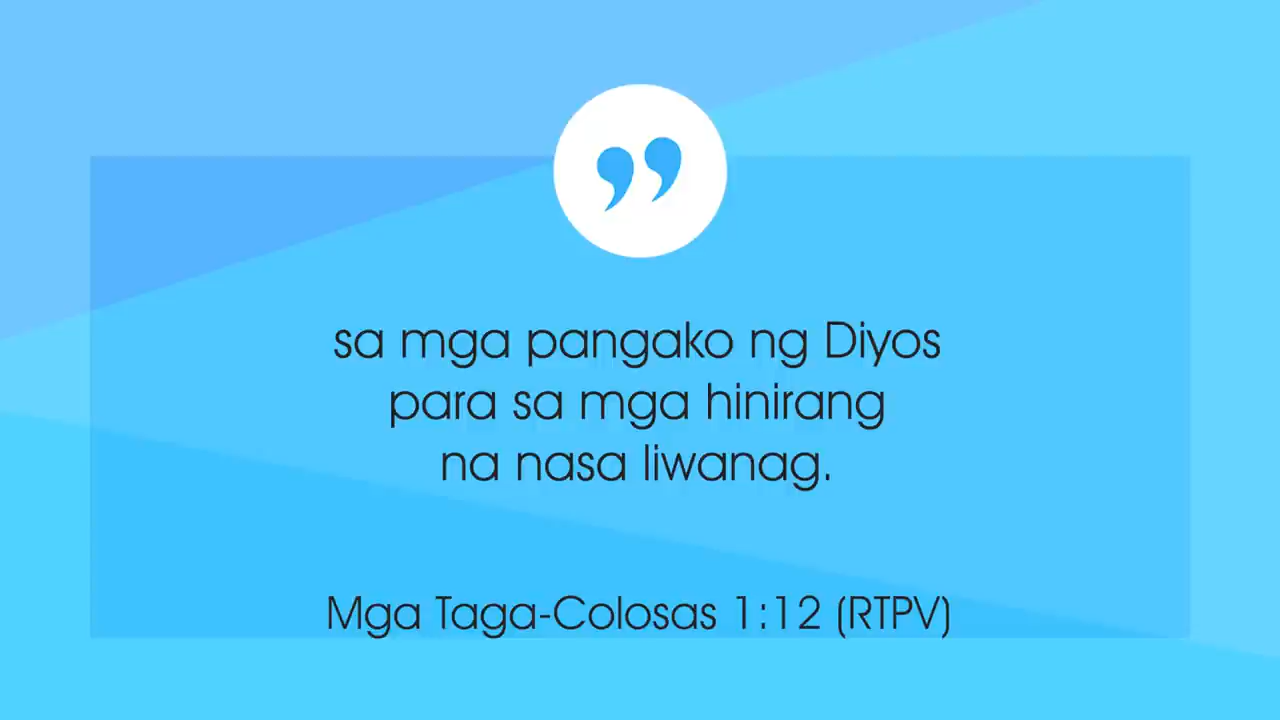 sa mga pangako ng Diyos
para sa mga hinirang
na nasa liwanag.
Mga Taga-Colosas 1:12 (RTPV)